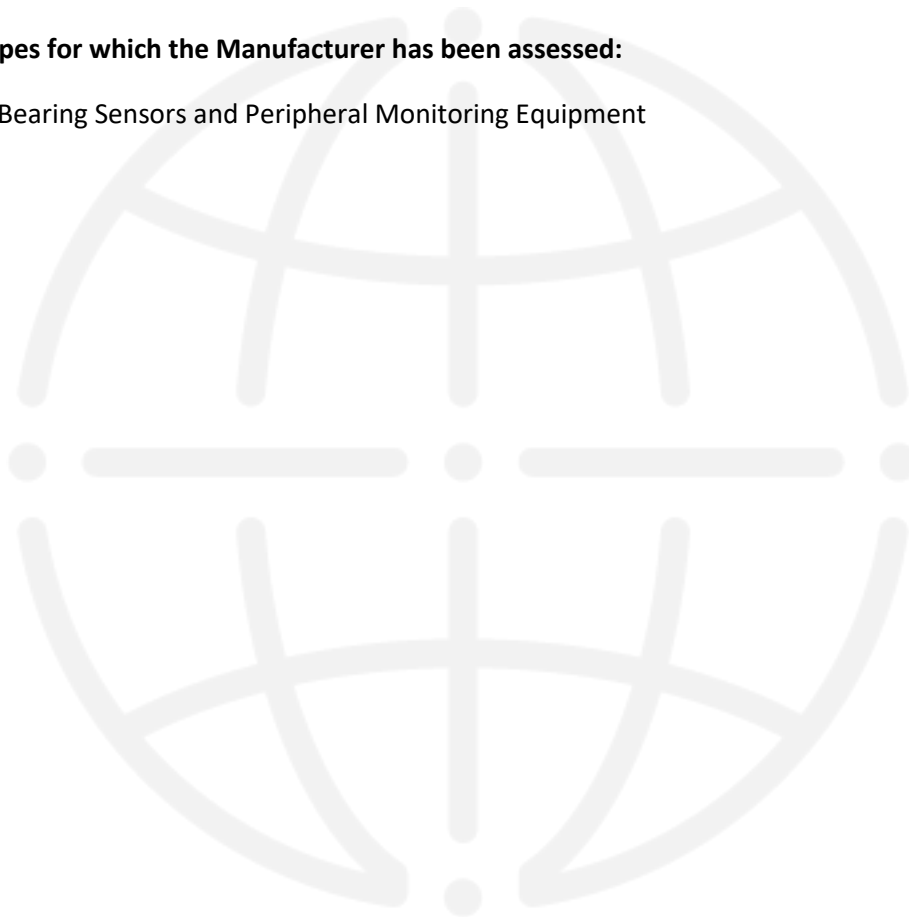 pes for which the Manufacturer has been assessed:
Bearing Sensors and Peripheral Monitoring Equipment